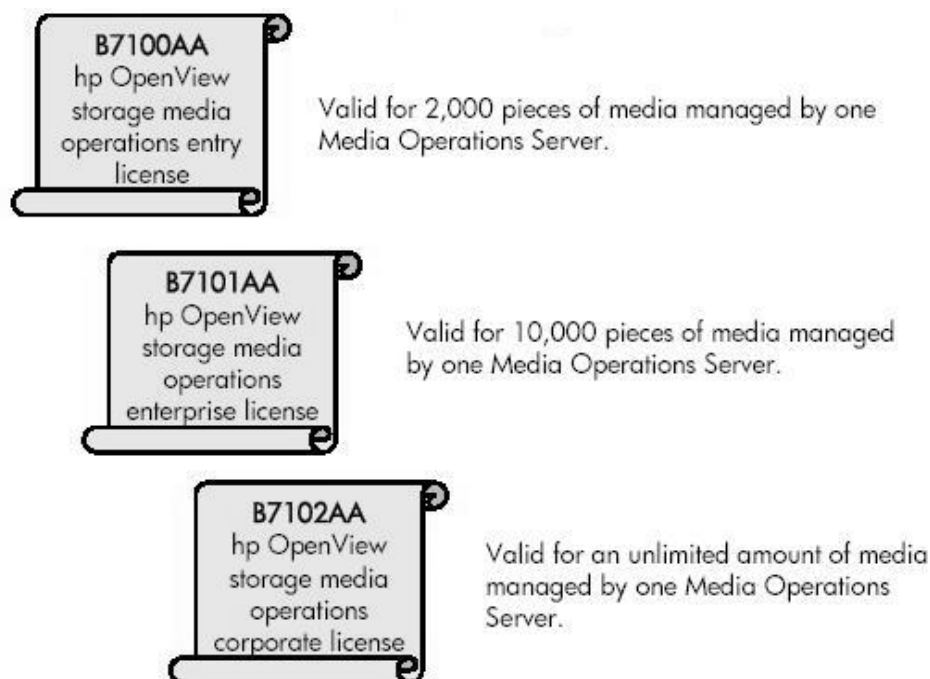 B7100AA
hp OpenView
storage media
operations entry
license
Valid for 2,000 pieces of media managed by one
Media Operations Server.
B7101AA
hp OpenView
storage media
operations
enterprise license
Valid for 10,000 pieces of media managed
by one Media Operations Server.
B7102AA
hp OpenView
storage media
operations
corporate license
Valid for an unlimited amount of media
managed by one Media Operations
Server.